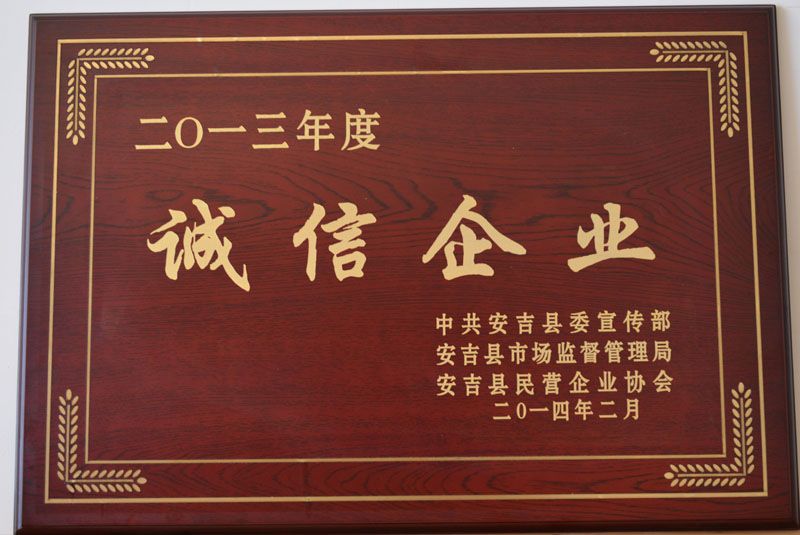 二〇一三年度
诚信企业
中共安吉县委宣传部
安吉县市场监督管理局
安吉县民营企业协会
二〇一四年二月